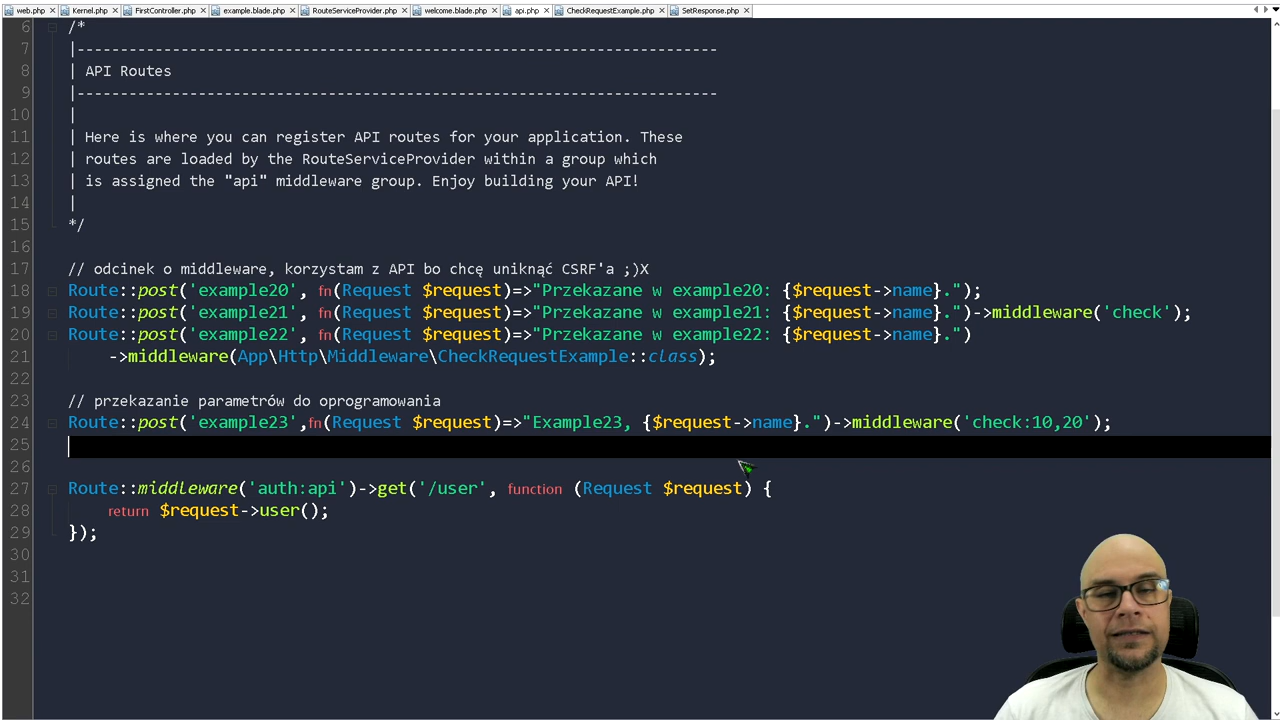 web.php Kernel.php FirstController.php example.blade.php RouteServiceProvider.php welcome.blade.php api.php CheckRequestExample.php SetResponse.php
6 /*
7 |--------------------------------------------------------------------------
8 | API Routes
9 |--------------------------------------------------------------------------
10 |
11 | Here is where you can register API routes for your application. These
12 | routes are loaded by the RouteServiceProvider within a group which
13 | is assigned the "api" middleware group. Enjoy building your API!
14 |
15 */
16
17 // odcinek o middleware, korzystam z API bo chcę uniknąć CSRF'a ;)X
18 Route::post('example20', fn(Request $request)=>"Przekazane w example20: {$request->name}.");
19 Route::post('example21', fn(Request $request)=>"Przekazane w example21: {$request->name}.")->middleware('check');
20 Route::post('example22', fn(Request $request)=>"Przekazane w example22: {$request->name}.")
21 ->middleware(App\Http\Middleware\CheckRequestExample::class);
22
23 // przekazanie parametrów do oprogramowania
24 Route::post('example23',fn(Request $request)=>"Example23, {$request->name}.")->middleware('check:10,20');
25
26
27 Route::middleware('auth:api')->get('/user', function (Request $request) {
28 return $request->user();
29 });
30
31
32